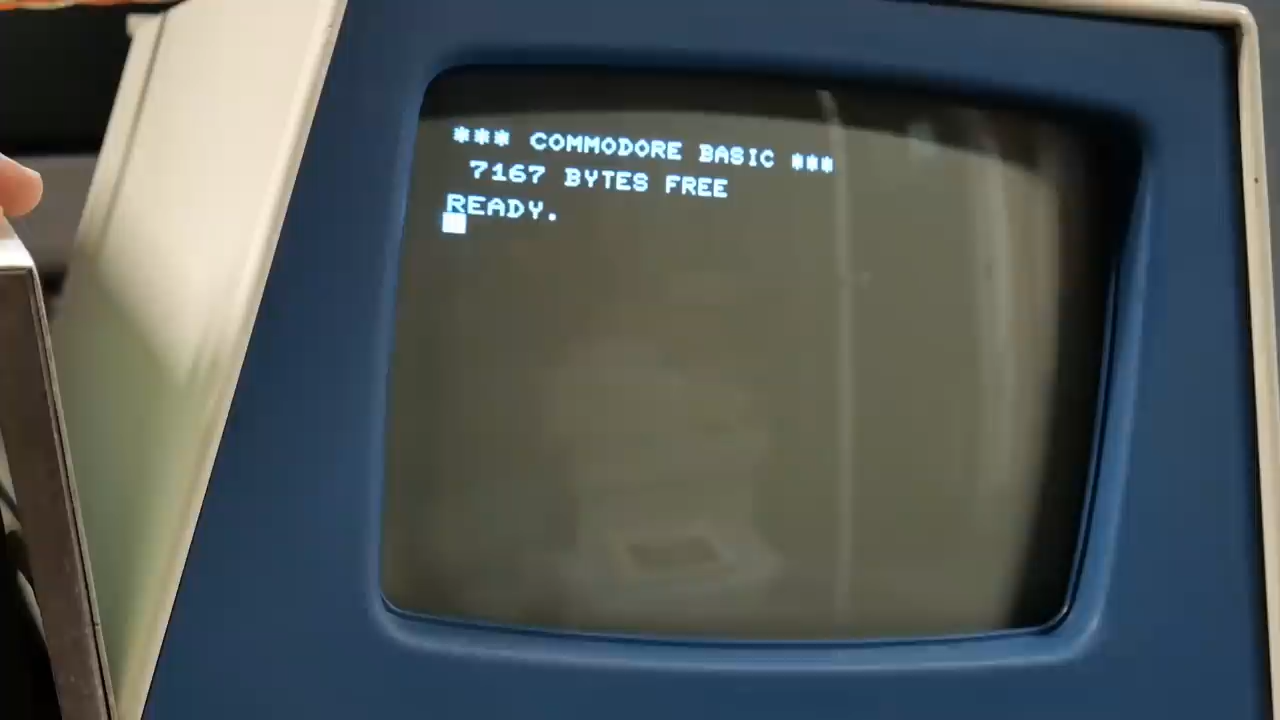 *** COMMODORE BASIC ***
7167 BYTES FREE
READY.